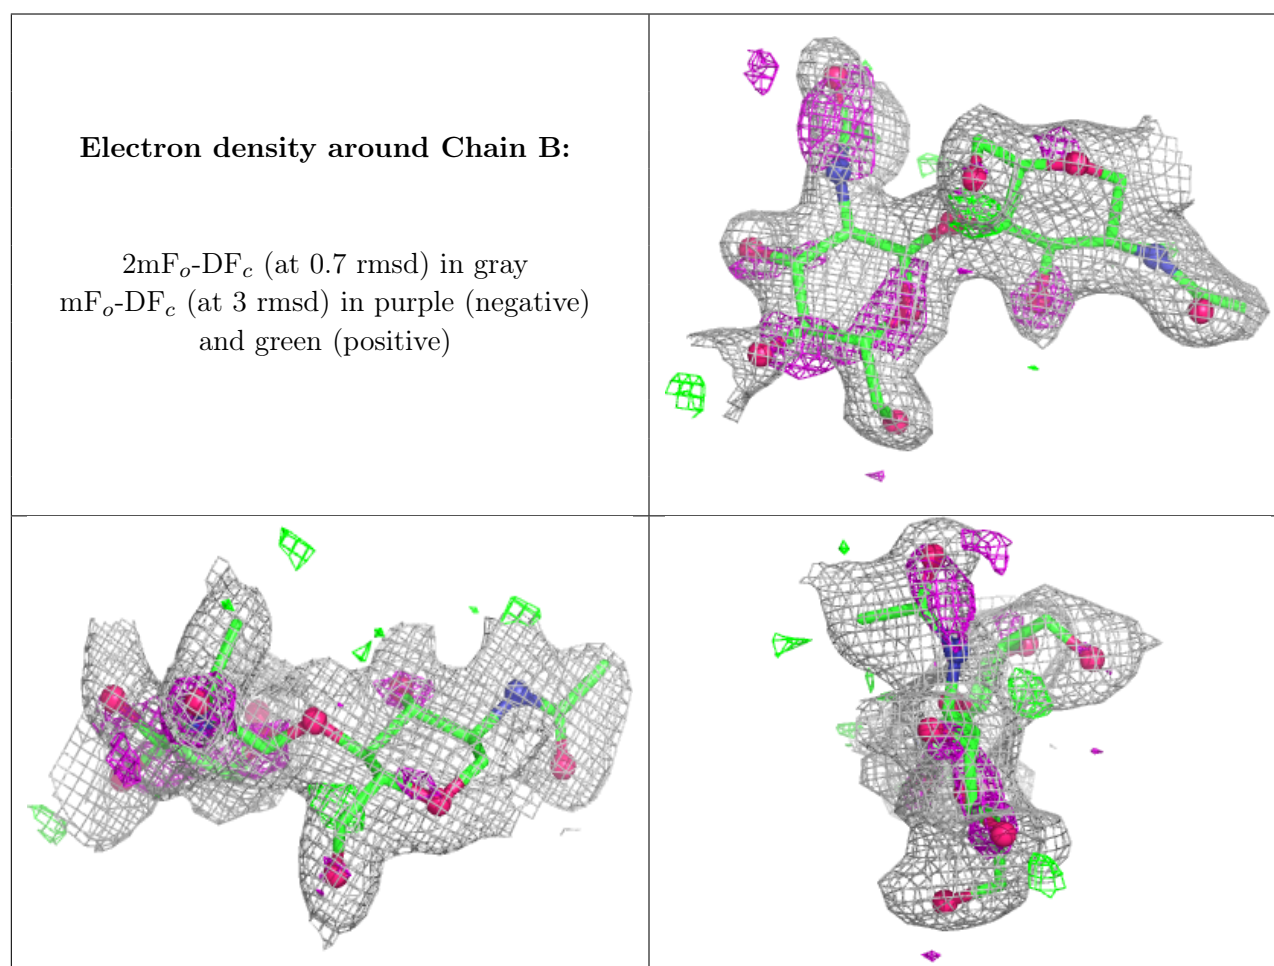 Electron density around Chain B:
2mFo-DFc (at 0.7 rmsd) in gray
mFo-DFc (at 3 rmsd) in purple (negative)
and green (positive)